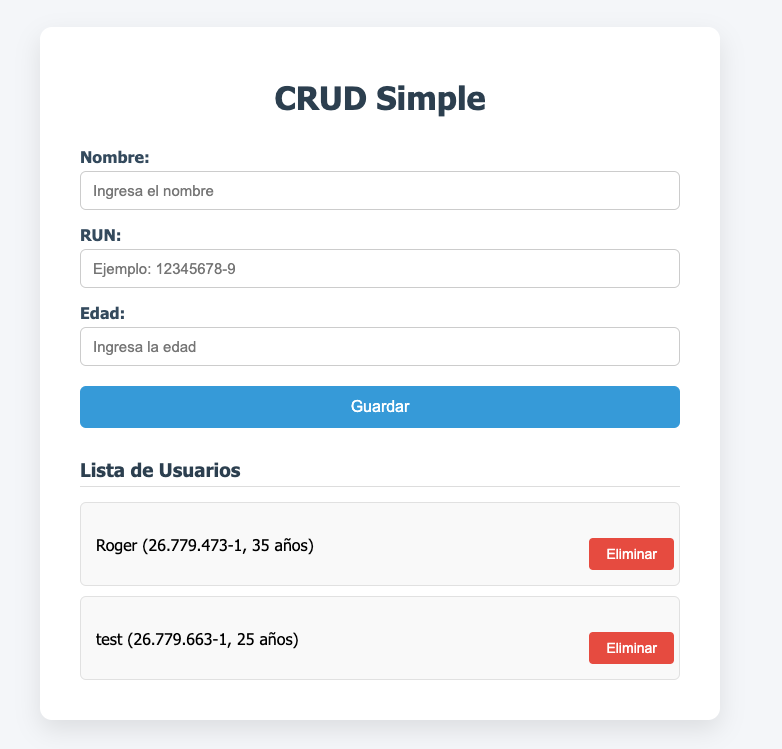 CRUD Simple
Nombre:
Ingresa el nombre
RUN:
Ejemplo: 12345678-9
Edad:
Ingresa la edad
Guardar
Lista de Usuarios
Roger (26.779.473-1, 35 años)
Eliminar
test (26.779.663-1, 25 años)
Eliminar